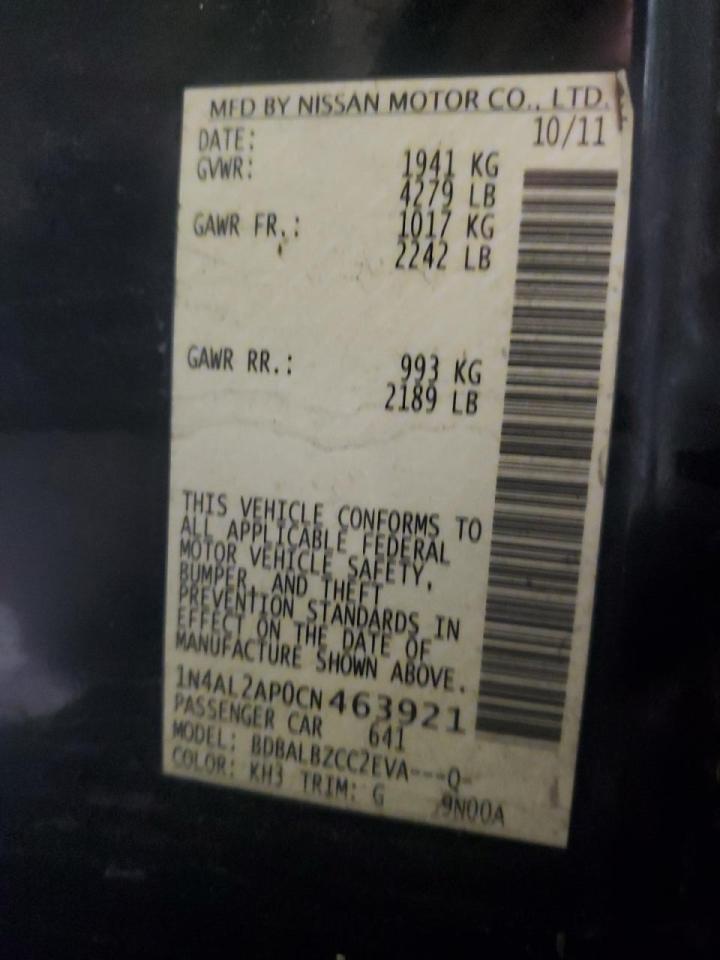 MFD BY NISSAN MOTOR CO., LTD.
DATE: 10/11
GVWR: 1941 KG
4279 LB
GAWR FR.: 1017 KG
2242 LB
GAWR RR.: 993 KG
2189 LB
THIS VEHICLE CONFORMS TO
ALL APPLICABLE FEDERAL
MOTOR VEHICLE SAFETY,
BUMPER, AND THEFT
PREVENTION STANDARDS IN
EFFECT ON THE DATE OF
MANUFACTURE SHOWN ABOVE.
1N4AL2AP0CN 463921
PASSENGER CAR 641
MODEL: BDBALBZCC2EVA---Q-
COLOR: KH3 TRIM: G 9N00A